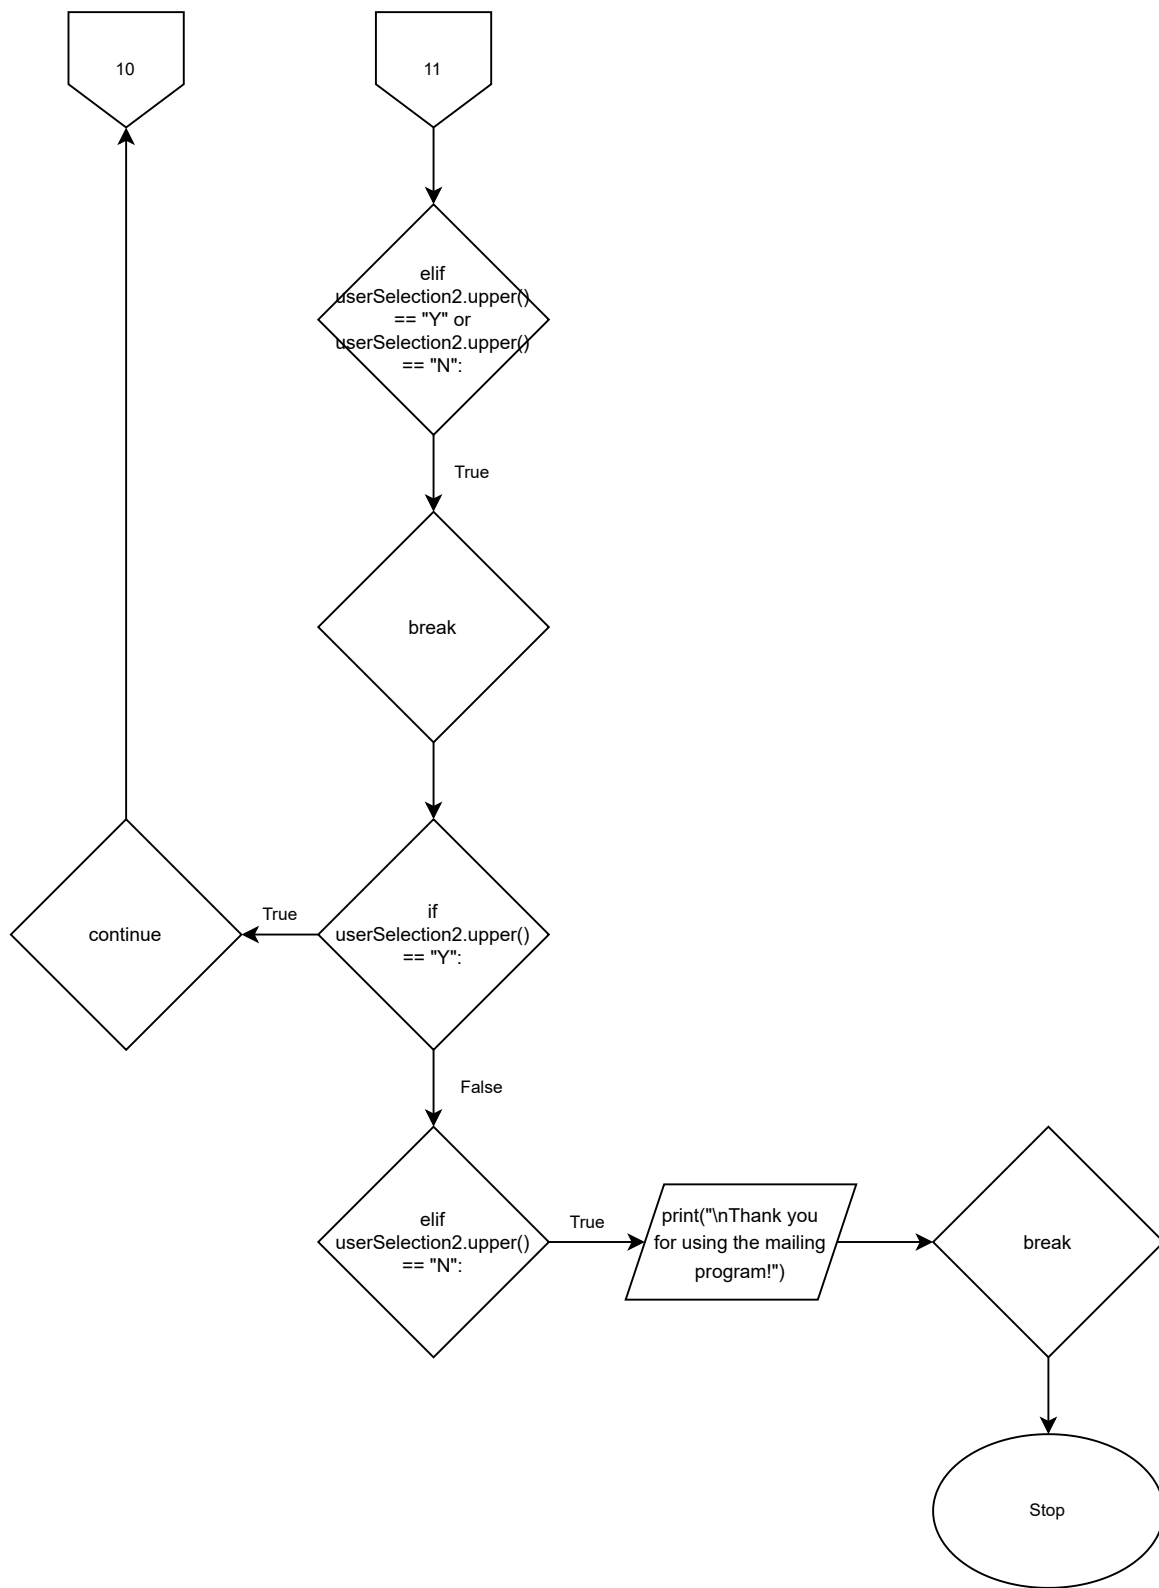 10
11
elif
userSelection2.upper()
== "Y" or
userSelection2.upper()
== "N":
True
break
continue
True
if
userSelection2.upper()
== "Y":
False
elif
userSelection2.upper()
== "N":
True
print("\nThank you
for using the mailing
program!")
break
Stop